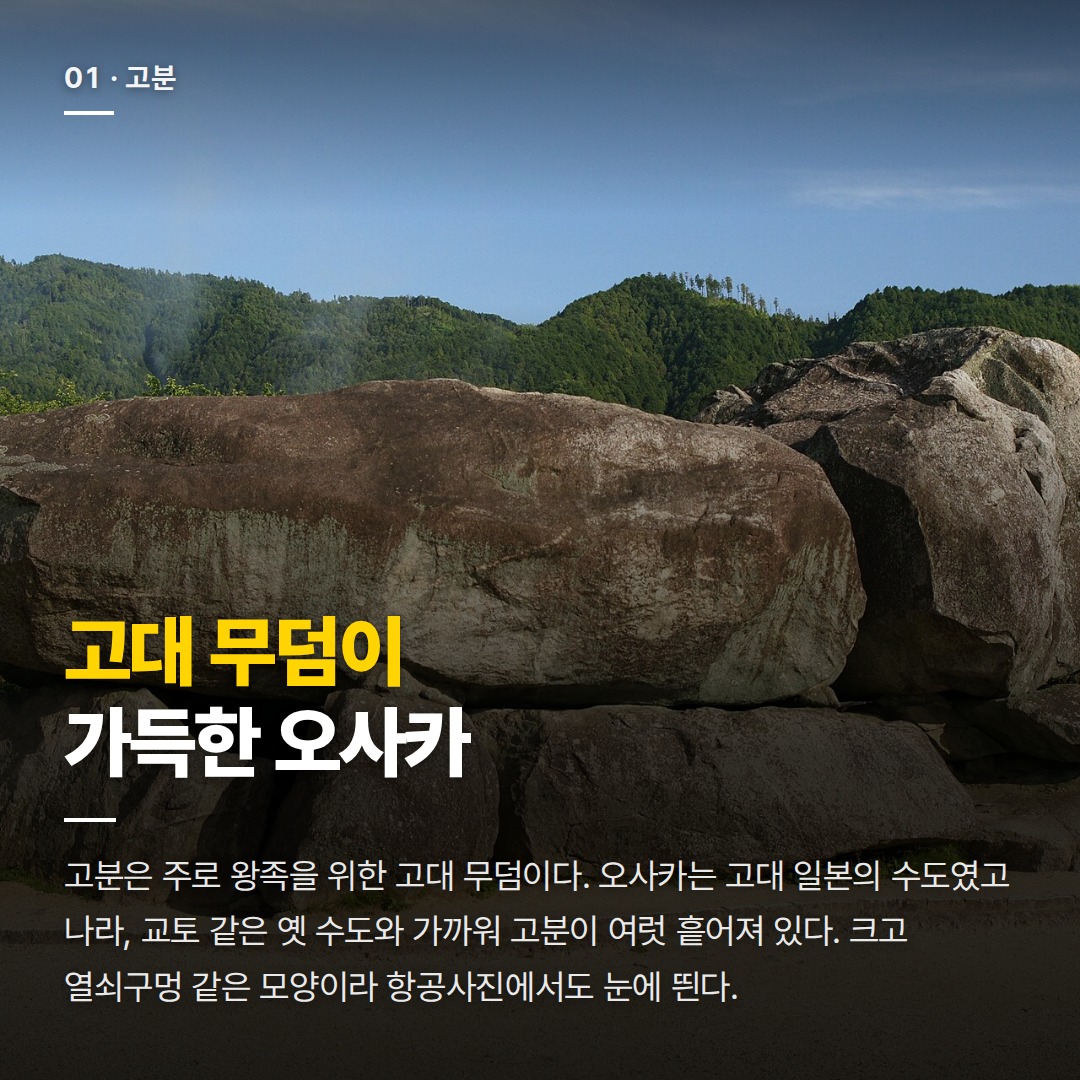 01 · 고분
고대 무덤이
가득한 오사카
고분은 주로 왕족을 위한 고대 무덤이다. 오사카는 고대 일본의 수도였고
나라, 교토 같은 옛 수도와 가까워 고분이 여럿 흩어져 있다. 크고
열쇠구멍 같은 모양이라 항공사진에서도 눈에 띈다.